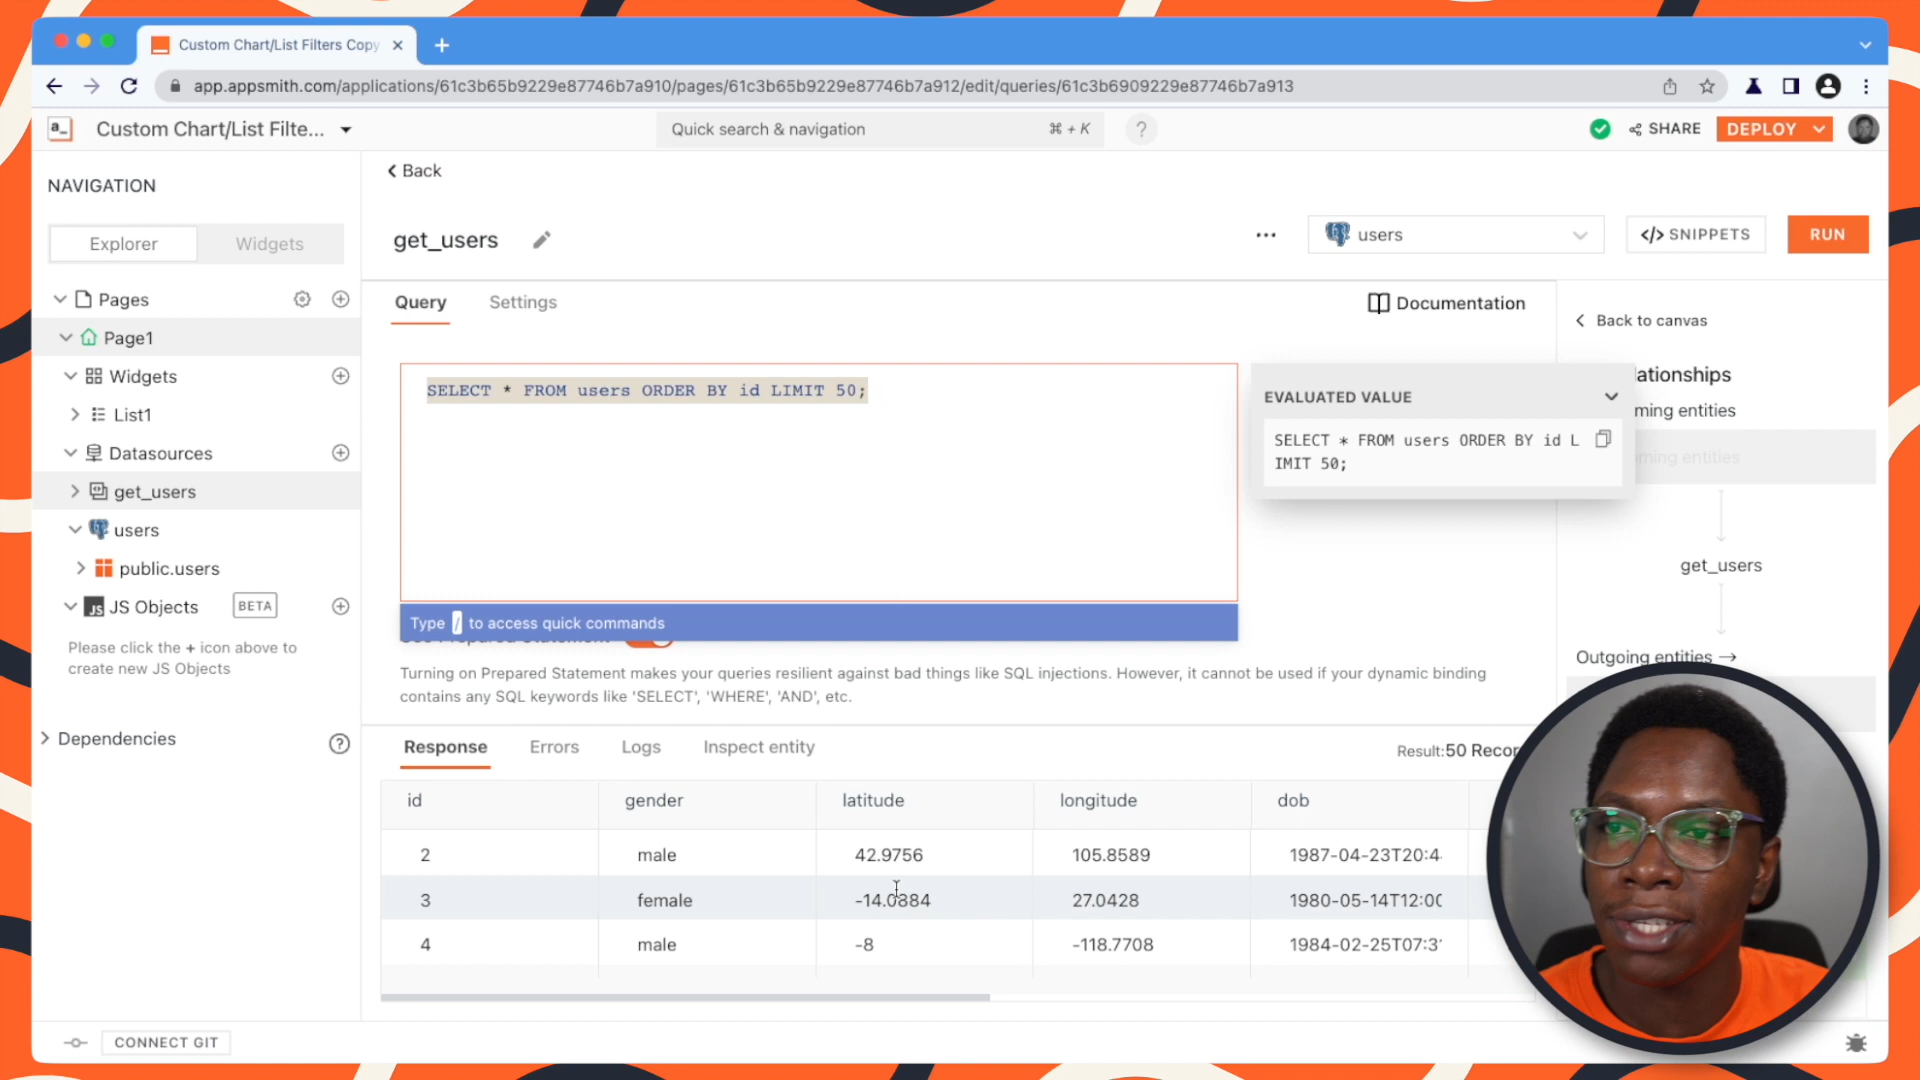 Custom Chart/List Filters Copy
app.appsmith.com/applications/61c3b65b9229e87746b7a910/pages/61c3b65b9229e87746b7a912/edit/queries/61c3b6909229e87746b7a913
a_
Custom Chart/List Filte...
Quick search & navigation
⌘ + K
?
SHARE
DEPLOY
NAVIGATION
Explorer
Widgets
Pages
Page1
Widgets
List1
Datasources
get_users
users
public.users
JS
JS Objects
BETA
Please click the + icon above to
create new JS Objects
Dependencies
?
CONNECT GIT
Back
get_users
users
</> SNIPPETS
RUN
Query
Settings
Documentation
SELECT * FROM users ORDER BY id LIMIT 50;
EVALUATED VALUE
SELECT * FROM users ORDER BY id L
IMIT 50;
Type / to access quick commands
Turning on Prepared Statement makes your queries resilient against bad things like SQL injections. However, it cannot be used if your dynamic binding
contains any SQL keywords like 'SELECT', 'WHERE', 'AND', etc.
Back to canvas
ationships
ming entities
ming entities
get_users
Outgoing entities →
Response
Errors
Logs
Inspect entity
Result:50 Recor
id gender latitude longitude dob
2 male 42.9756 105.8589 1987-04-23T20:4
3 female -14.0884 27.0428 1980-05-14T12:00
4 male -8 -118.7708 1984-02-25T07:3